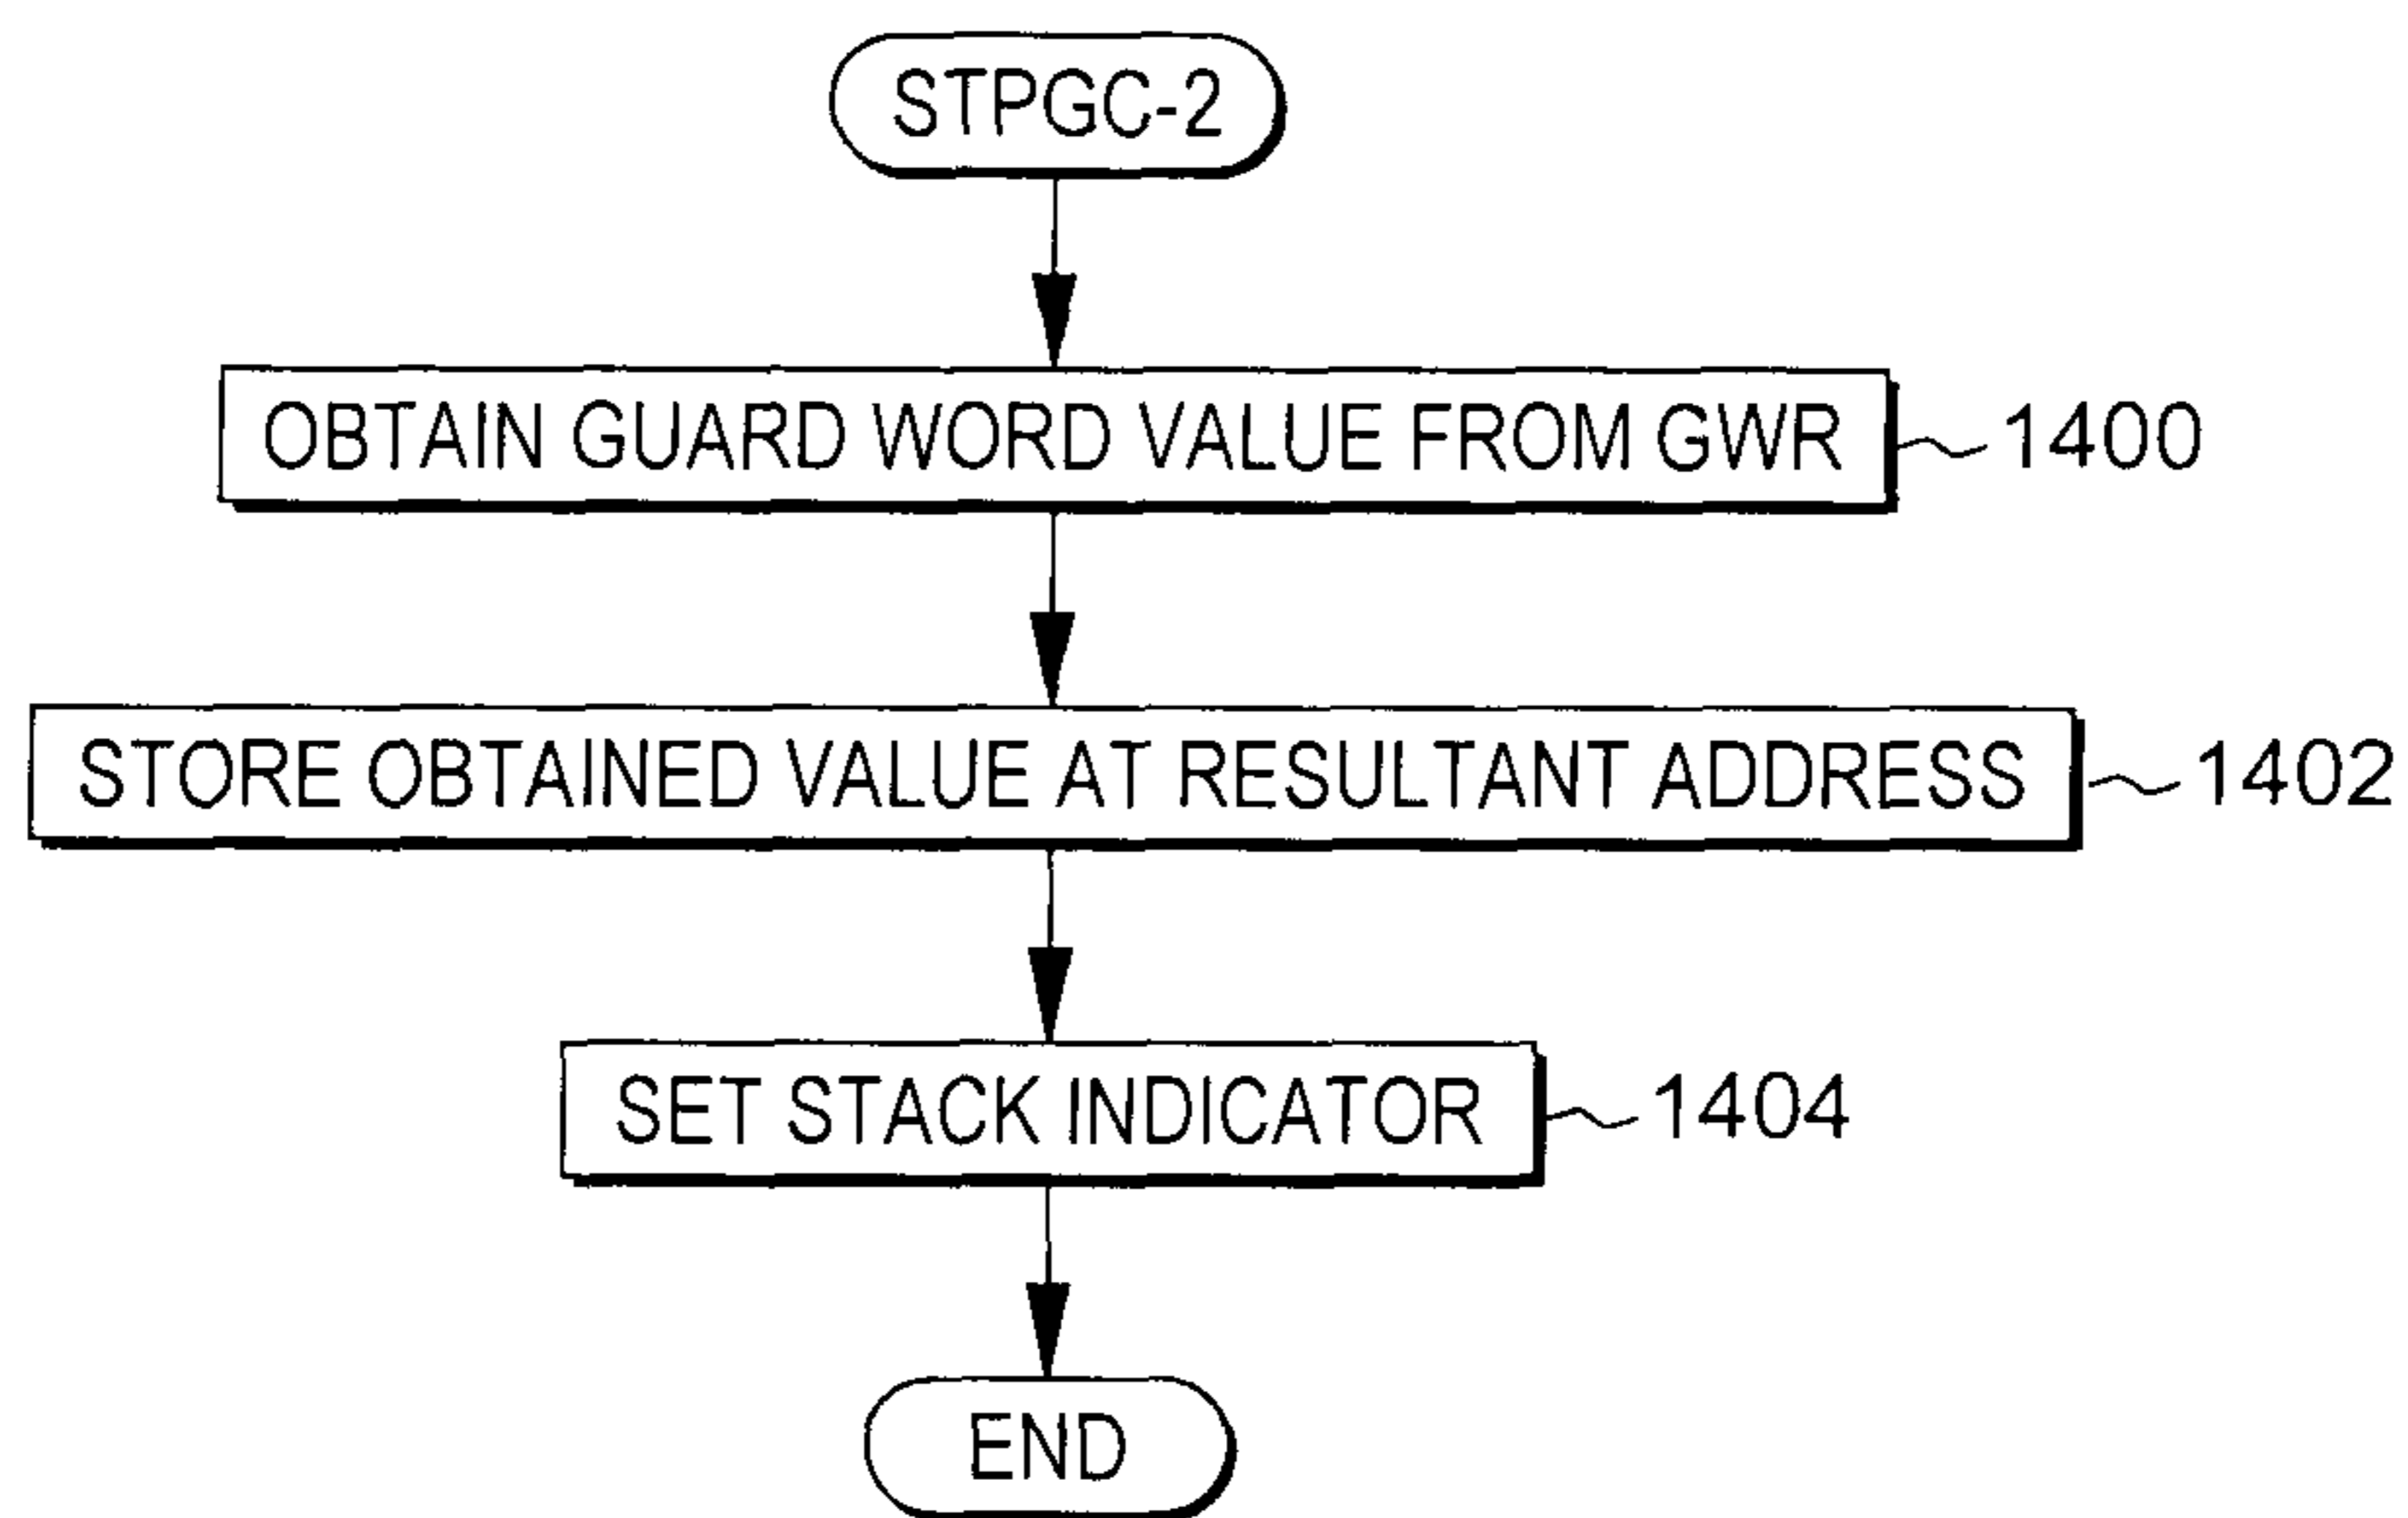 STPGC-2
OBTAIN GUARD WORD VALUE FROM GWR 1400
STORE OBTAINED VALUE AT RESULTANT ADDRESS 1402
SET STACK INDICATOR 1404
END